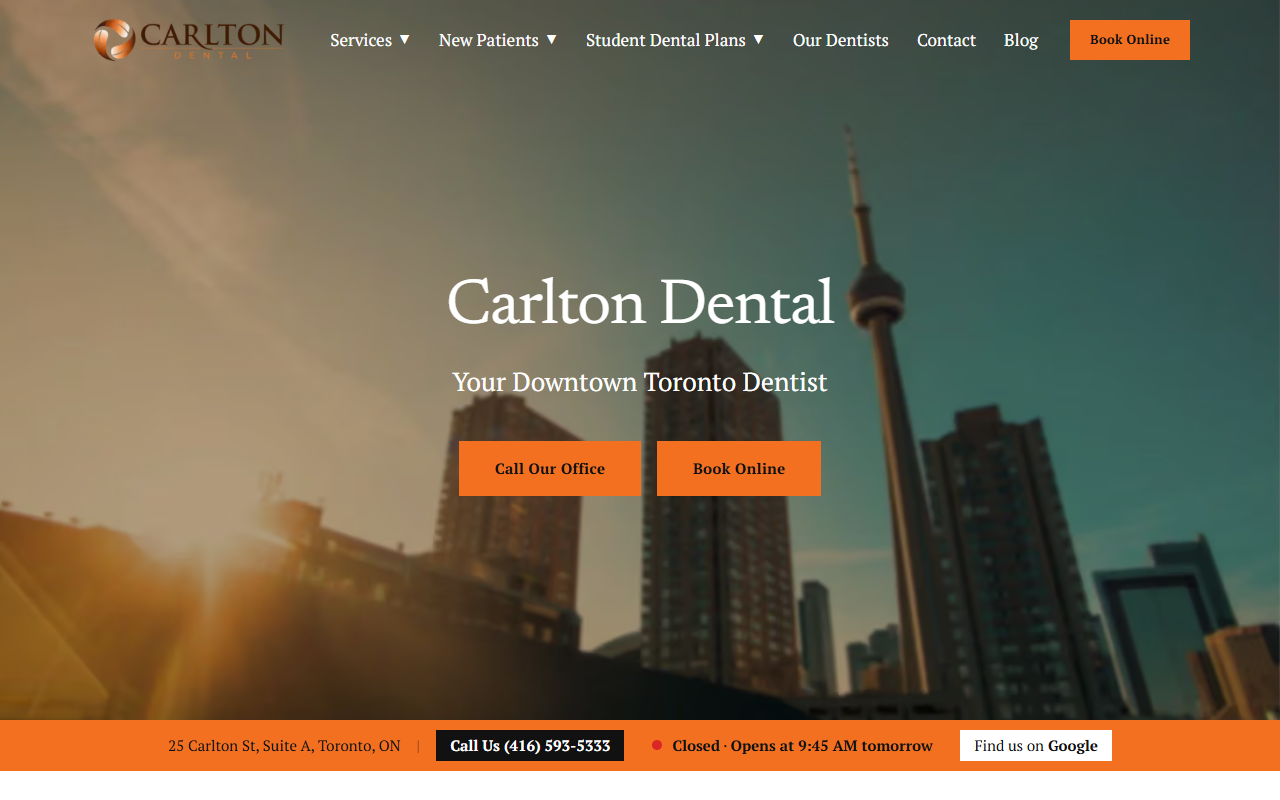 CARLTON
DENTAL
Services ▼ New Patients ▼ Student Dental Plans ▼ Our Dentists Contact Blog Book Online
Carlton Dental
Your Downtown Toronto Dentist
Call Our Office Book Online
25 Carlton St, Suite A, Toronto, ON | Call Us (416) 593-5333 Closed · Opens at 9:45 AM tomorrow Find us on Google